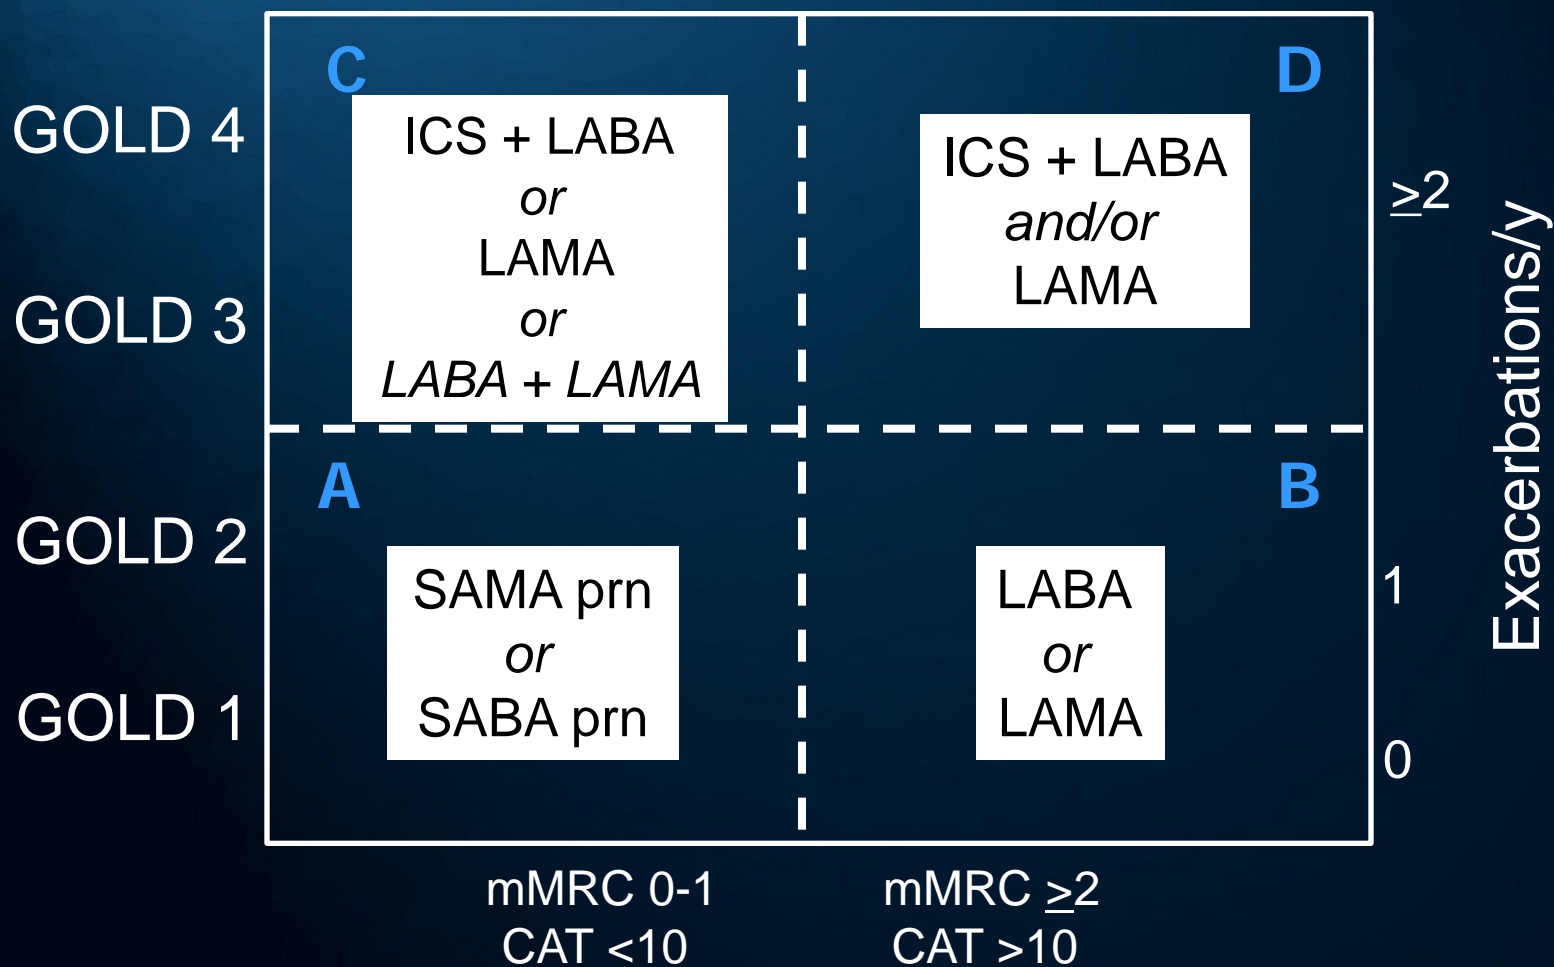 C
D
GOLD 4
GOLD 3
GOLD 2
GOLD 1
ICS + LABA
or
LAMA
or
LABA + LAMA
ICS + LABA
and/or
LAMA
A
B
SAMA prn
or
SABA prn
LABA
or
LAMA
≥2
1
0
Exacerbations/y
mMRC 0-1
CAT <10
mMRC ≥2
CAT >10